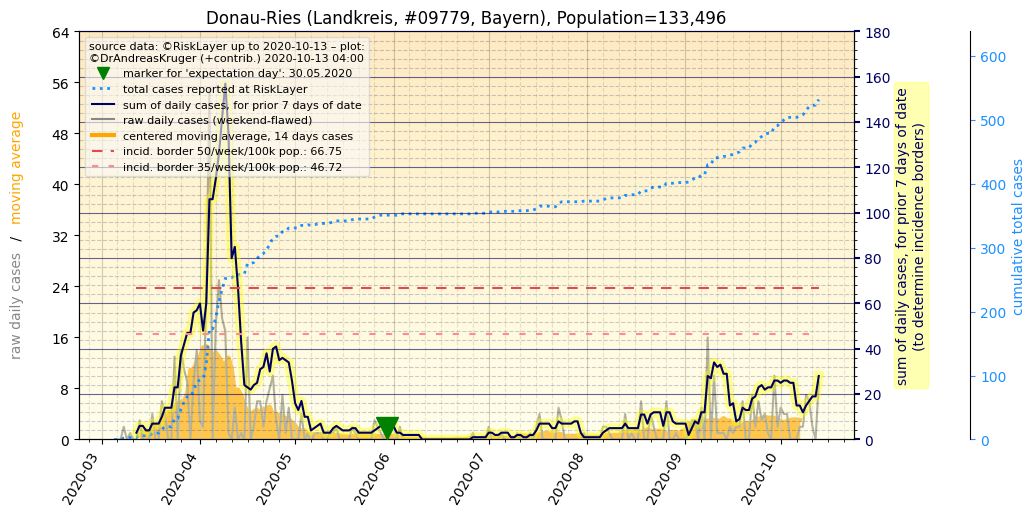 Donau-Ries (Landkreis, #09779, Bayern), Population=133,496
source data: ©RiskLayer up to 2020-10-13 – plot:
©DrAndreasKruger (+contrib.) 2020-10-13 04:00
marker for 'expectation day': 30.05.2020
total cases reported at RiskLayer
sum of daily cases, for prior 7 days of date
raw daily cases (weekend-flawed)
centered moving average, 14 days cases
incid. border 50/week/100k pop.: 66.75
incid. border 35/week/100k pop.: 46.72
raw daily cases / moving average
64
56
48
40
32
24
16
8
0
180
160
140
120
100
80
60
40
20
0
sum of daily cases, for prior 7 days of date
(to determine incidence borders)
600
500
400
300
200
100
0
cumulative total cases
2020-03
2020-04
2020-05
2020-06
2020-07
2020-08
2020-09
2020-10